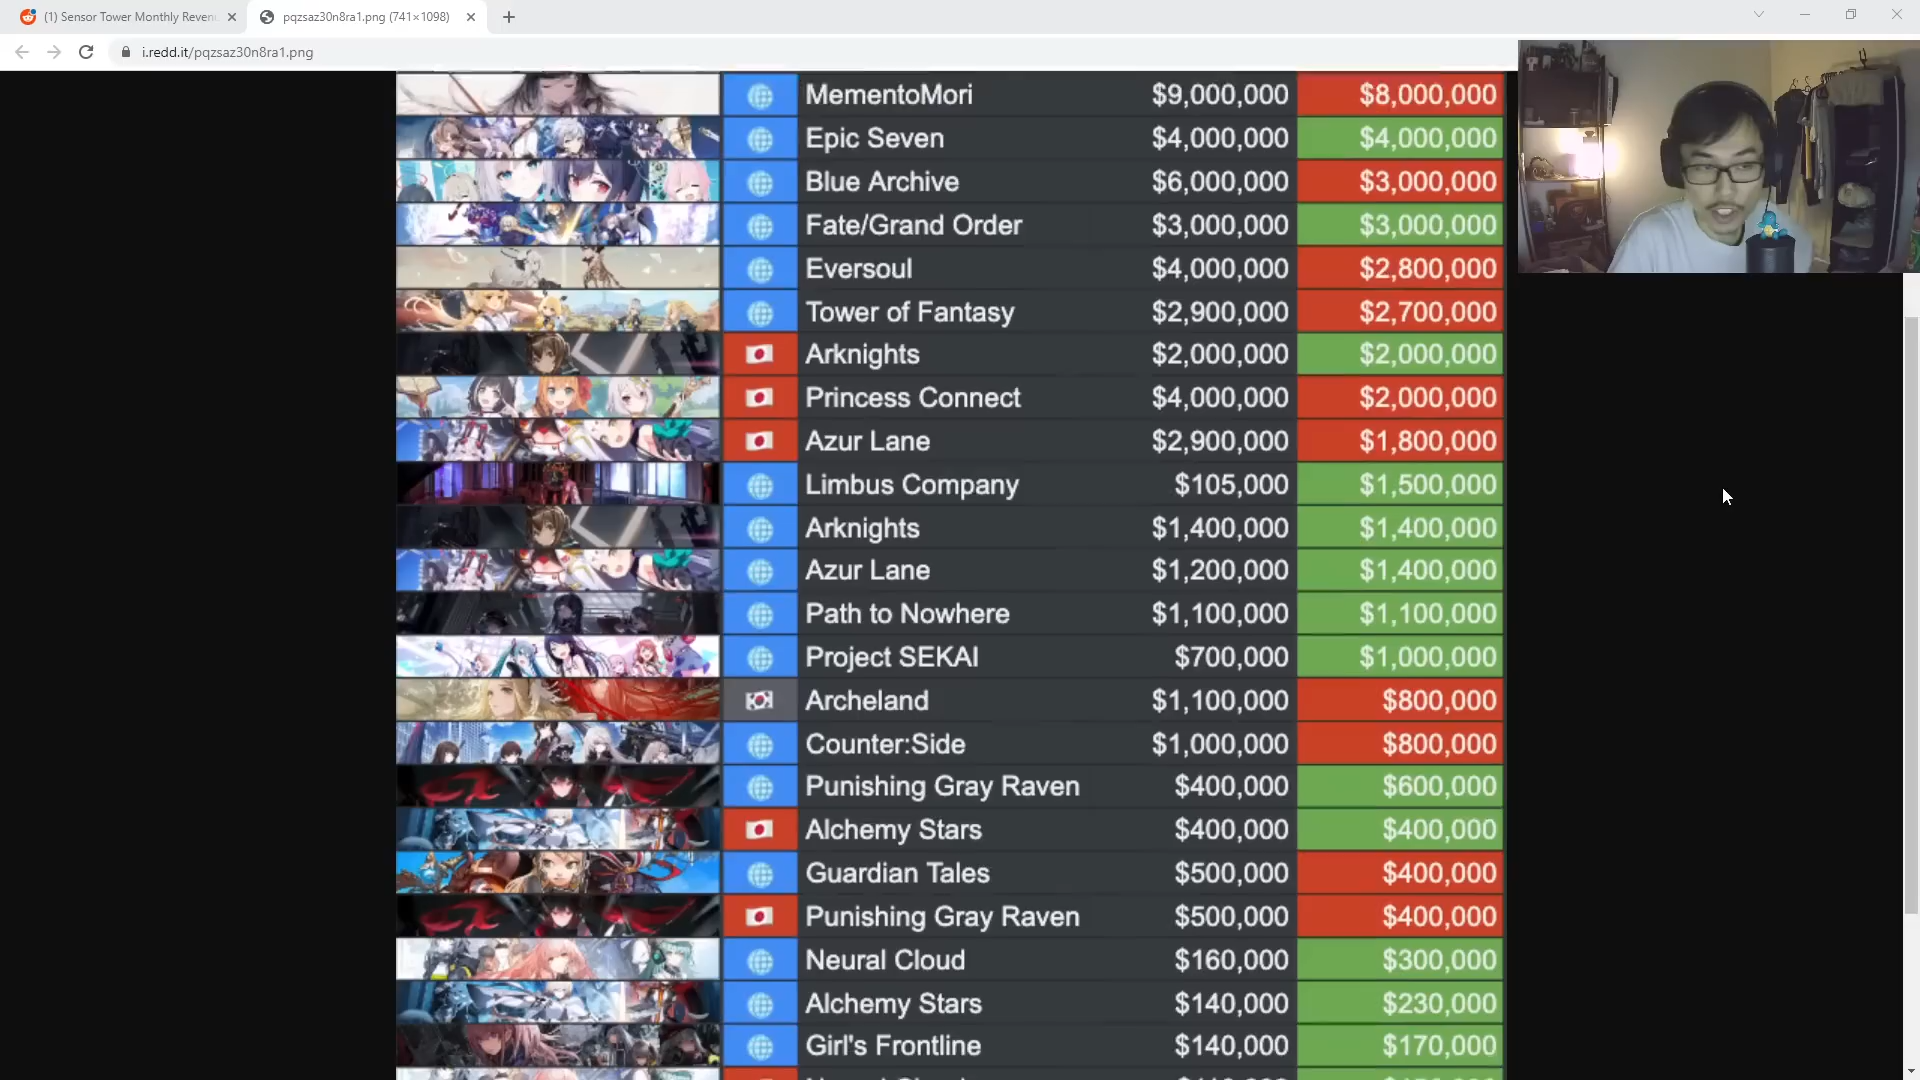 (1) Sensor Tower Monthly Reven
pqzsaz30n8ra1.png (741×1098)
i.redd.it/pqzsaz30n8ra1.png
MementoMori $9,000,000 $8,000,000
Epic Seven $4,000,000 $4,000,000
Blue Archive $6,000,000 $3,000,000
Fate/Grand Order $3,000,000 $3,000,000
Eversoul $4,000,000 $2,800,000
Tower of Fantasy $2,900,000 $2,700,000
Arknights $2,000,000 $2,000,000
Princess Connect $4,000,000 $2,000,000
Azur Lane $2,900,000 $1,800,000
Limbus Company $105,000 $1,500,000
Arknights $1,400,000 $1,400,000
Azur Lane $1,200,000 $1,400,000
Path to Nowhere $1,100,000 $1,100,000
Project SEKAI $700,000 $1,000,000
Archeland $1,100,000 $800,000
Counter:Side $1,000,000 $800,000
Punishing Gray Raven $400,000 $600,000
Alchemy Stars $400,000 $400,000
Guardian Tales $500,000 $400,000
Punishing Gray Raven $500,000 $400,000
Neural Cloud $160,000 $300,000
Alchemy Stars $140,000 $230,000
Girl's Frontline $140,000 $170,000